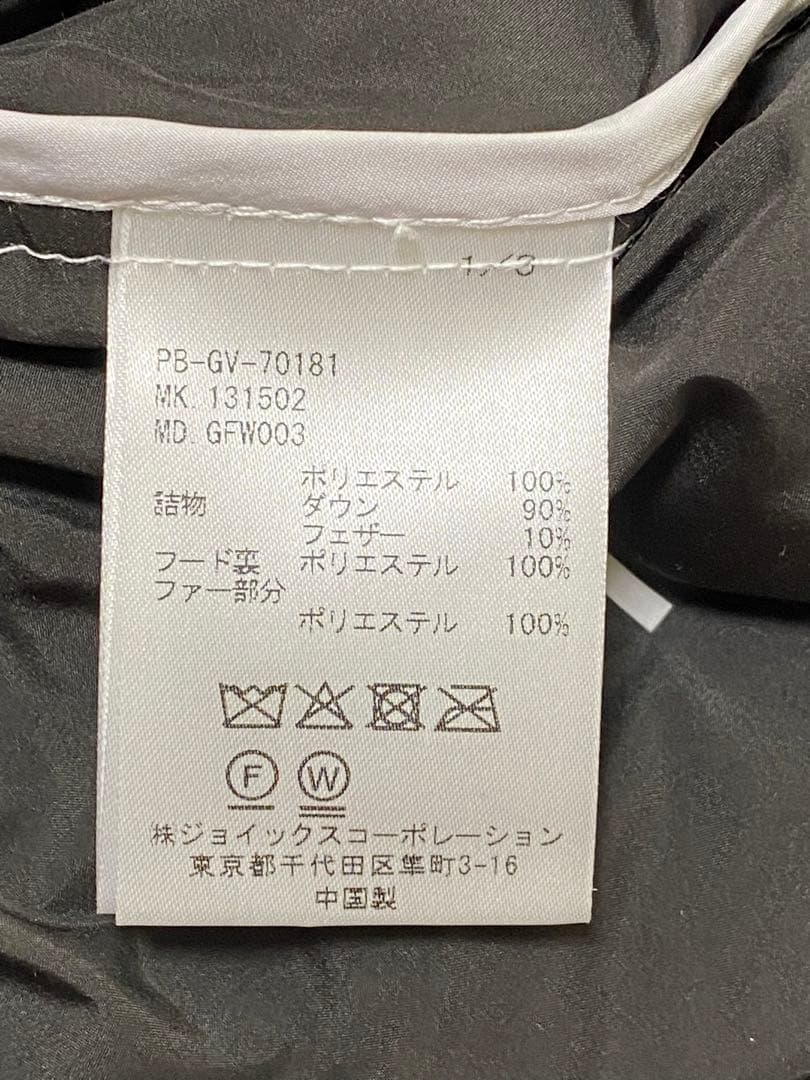 1/3
PB-GV-70181
MK. 131502
MD. GFW003
ポリエステル 100%
詰物 ダウン 90%
フェザー 10%
フード裏 ポリエステル 100%
ファー部分
ポリエステル 100%
F W
株ジョイックスコーポレーション
東京都千代田区隼町3-16
中国製